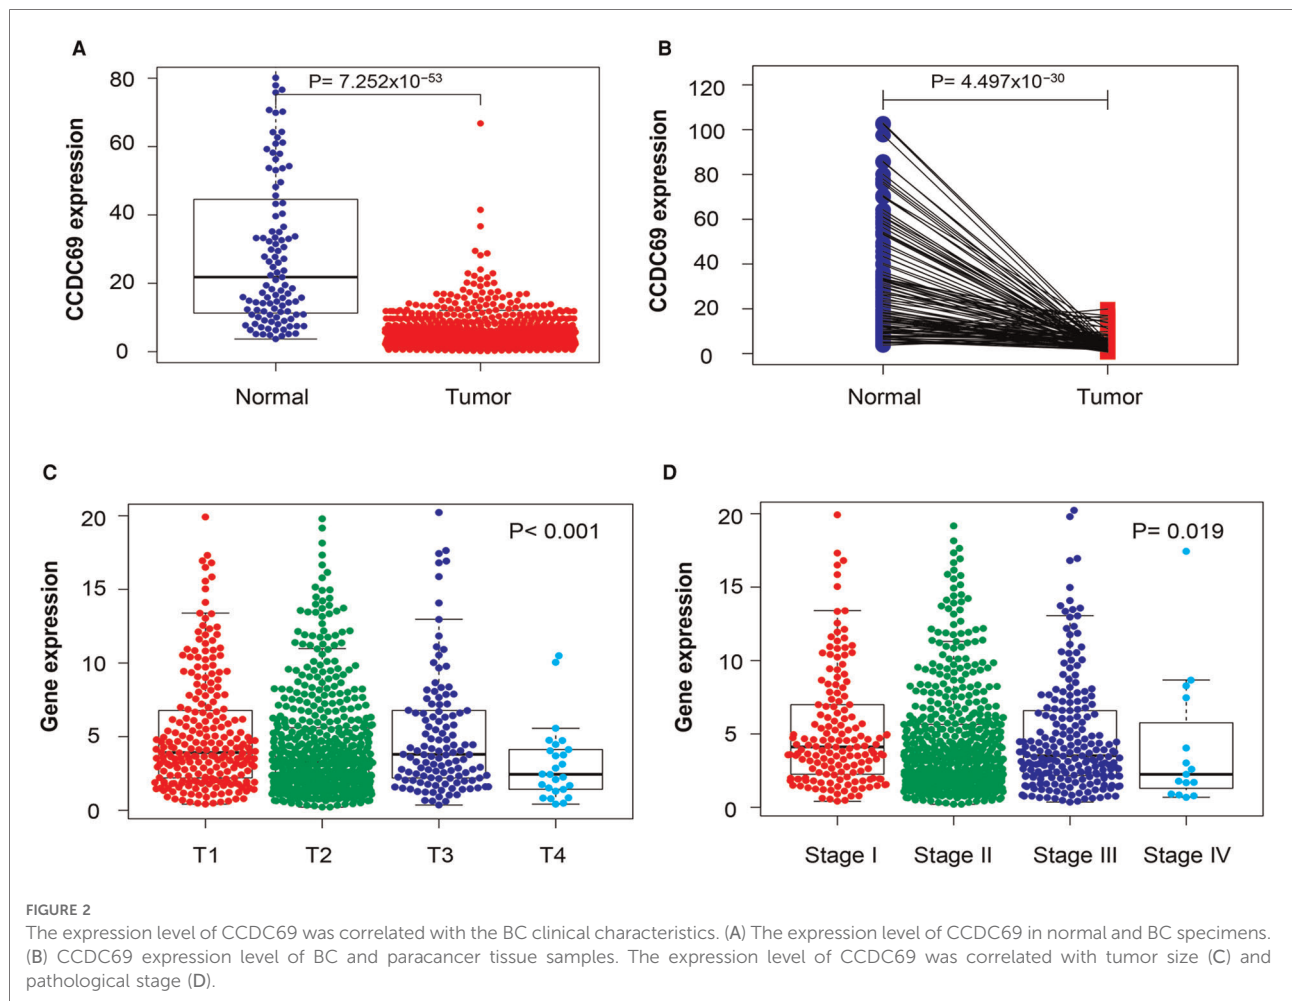 A
P= 7.252x10⁻⁵³
CCDC69 expression
80
60
40
20
0
Normal Tumor
B
P= 4.497x10⁻³⁰
CCDC69 expression
120
100
80
60
40
20
0
Normal Tumor
C
P< 0.001
Gene expression
20
15
10
5
0
T1 T2 T3 T4
D
P= 0.019
Gene expression
20
15
10
5
0
Stage I Stage II Stage III Stage IV
FIGURE 2
The expression level of CCDC69 was correlated with the BC clinical characteristics. (A) The expression level of CCDC69 in normal and BC specimens.
(B) CCDC69 expression level of BC and paracancer tissue samples. The expression level of CCDC69 was correlated with tumor size (C) and
pathological stage (D).